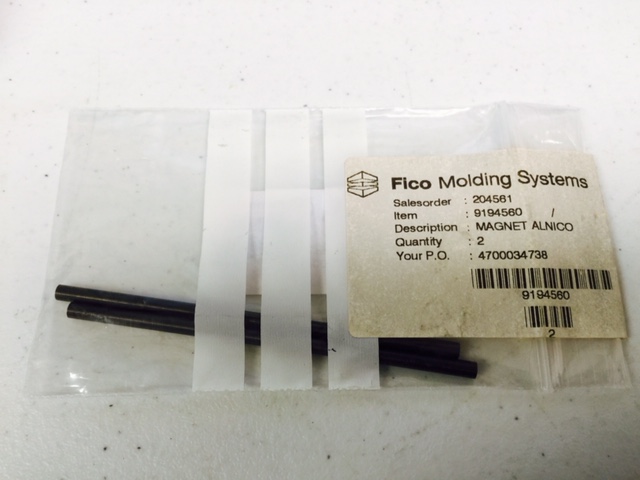 Fico Molding Systems
Salesorder : 204561
Item : 9194560 /
Description : MAGNET ALNICO
Quantity : 2
Your P.O. : 4700034738
9194560
2